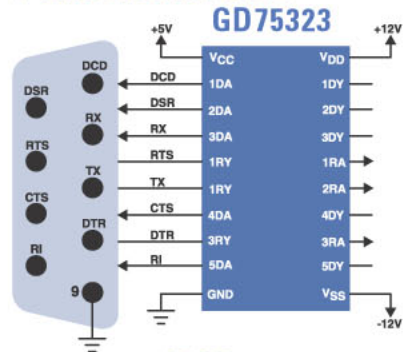 GD75323
+5V
+12V
VCC
VDD
DCD
DCD
1DA
1DY
DSR
DSR
2DA
2DY
RX
RX
3DA
3DY
RTS
RTS
1RY
1RA
TX
TX
1RY
2RA
CTS
CTS
4DA
4DY
DTR
DTR
3RY
3RA
RI
RI
5DA
5DY
9
GND
VSS
-12V